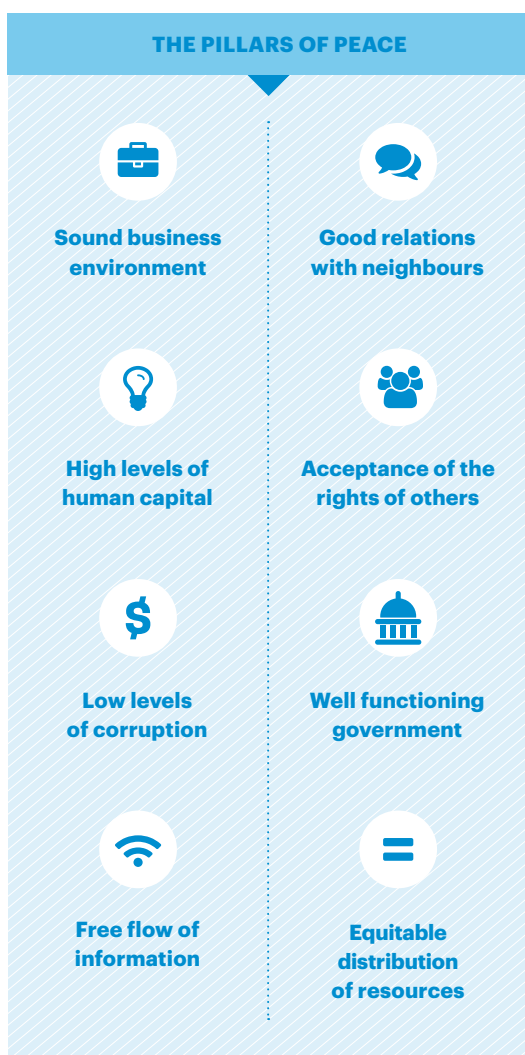 THE PILLARS OF PEACE
Sound business
environment
Good relations
with neighbours
High levels of
human capital
Acceptance of the
rights of others
$
Low levels
of corruption
Well functioning
government
Free flow of
information
=
Equitable
distribution
of resources